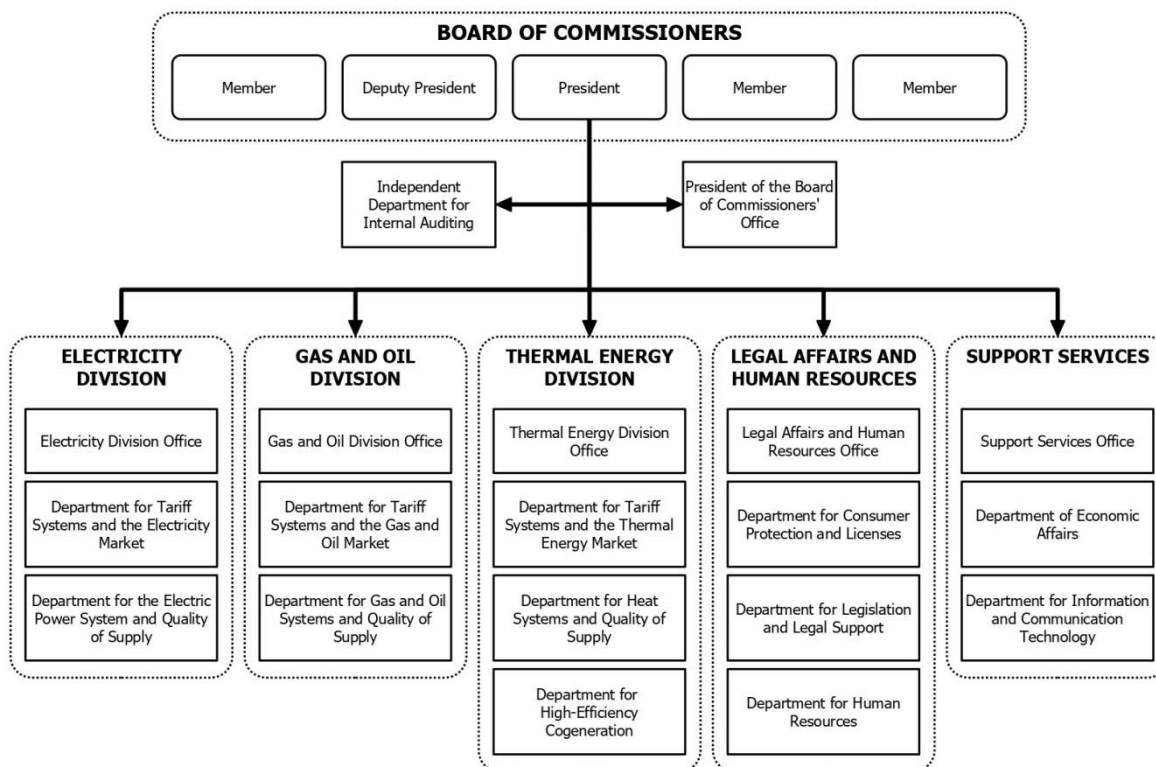 BOARD OF COMMISSIONERS
Member
Deputy President
President
Member
Member
Independent
Department for
Internal Auditing
President of the Board
of Commissioners'
Office
ELECTRICITY
DIVISION
Electricity Division Office
Department for Tariff
Systems and the Electricity
Market
Department for the Electric
Power System and Quality
of Supply
GAS AND OIL
DIVISION
Gas and Oil Division Office
Department for Tariff
Systems and the Gas and
Oil Market
Department for Gas and Oil
Systems and Quality of
Supply
THERMAL ENERGY
DIVISION
Thermal Energy Division
Office
Department for Tariff
Systems and the Thermal
Energy Market
Department for Heat
Systems and Quality of
Supply
Department for
High-Efficiency
Cogeneration
LEGAL AFFAIRS AND
HUMAN RESOURCES
Legal Affairs and Human
Resources Office
Department for Consumer
Protection and Licenses
Department for Legislation
and Legal Support
Department for Human
Resources
SUPPORT SERVICES
Support Services Office
Department of Economic
Affairs
Department for Information
and Communication
Technology